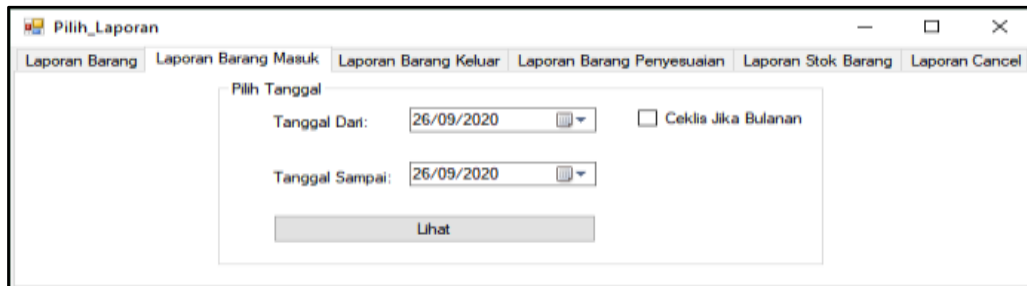 Pilih_Laporan
Laporan Barang Laporan Barang Masuk Laporan Barang Keluar Laporan Barang Penyesuaian Laporan Stok Barang Laporan Cancel
Pilih Tanggal
Tanggal Dari: 26/09/2020 Ceklis Jika Bulanan
Tanggal Sampai: 26/09/2020
Lihat